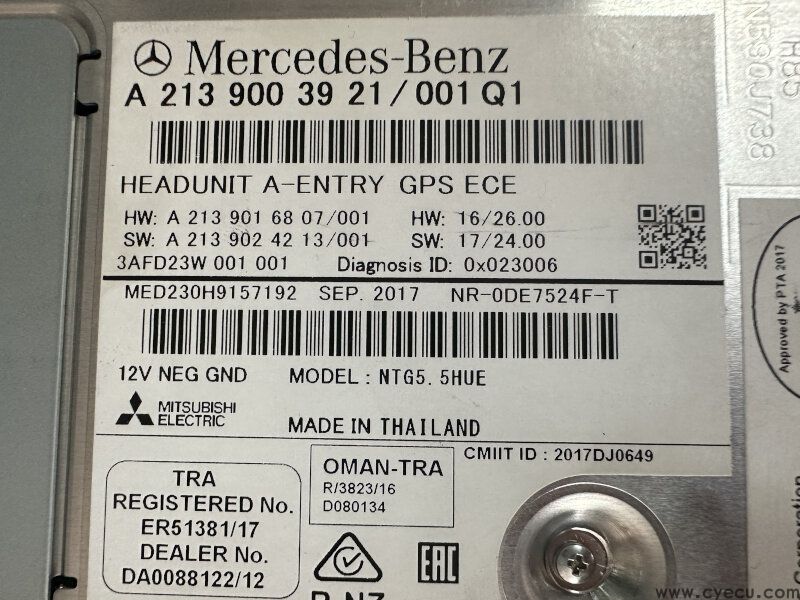 Mercedes-Benz
A 213 900 39 21/001 Q1
HEADUNIT A-ENTRY GPS ECE
HW: A 213 901 68 07/001 HW: 16/26.00
SW: A 213 902 42 13/001 SW: 17/24.00
3AFD23W 001 001 Diagnosis ID: 0x023006
MED230H9157192 SEP. 2017 NR-0DE7524F-T
12V NEG GND MODEL: NTG5.5HUE
MITSUBISHI
ELECTRIC
MADE IN THAILAND
CMIIT ID : 2017DJ0649
TRA
REGISTERED No.
ER51381/17
DEALER No.
DA0088122/12
OMAN-TRA
R/3823/16
D080134
EAC
R-NZ
H85
Approved by PTA 2017
Corporation
www.cyecu.com